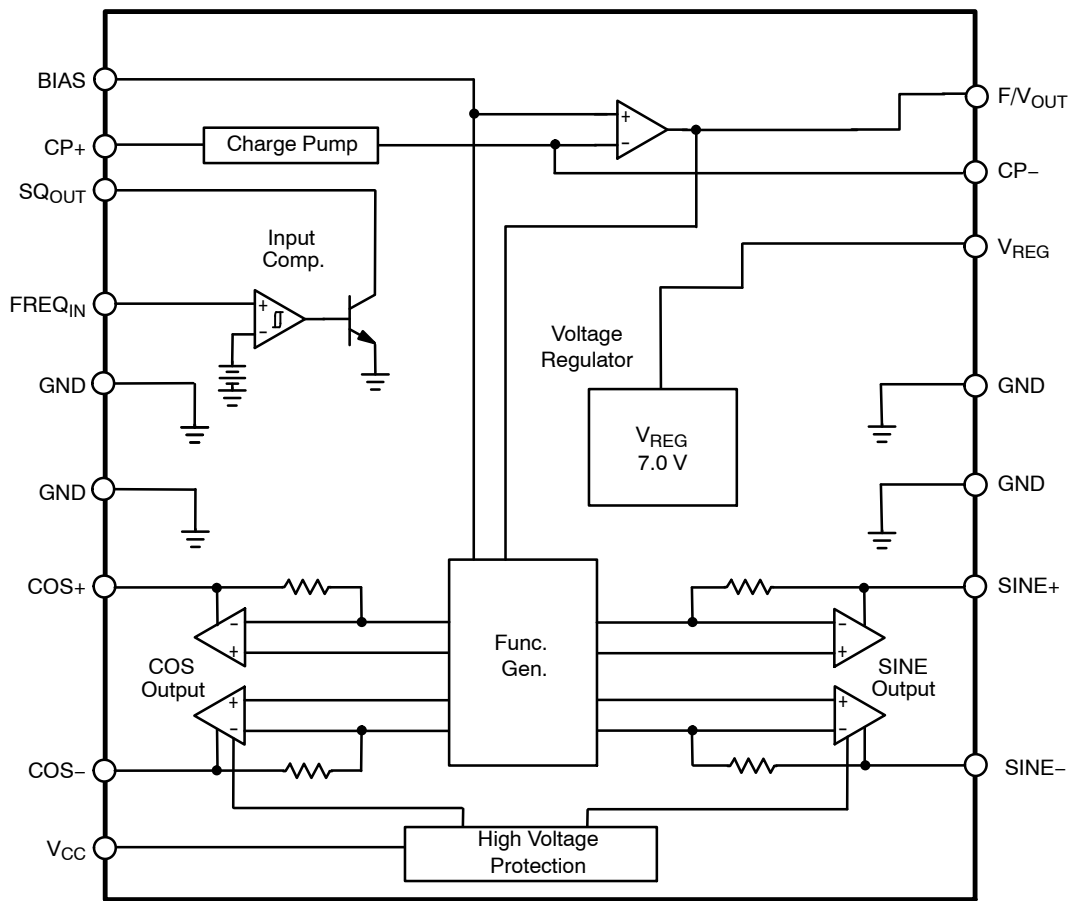 BIAS
F/VOUT
+
−
CP+
Charge Pump
CP−
SQOUT
Input
Comp.
VREG
FREQIN
+
−
Voltage
Regulator
GND
GND
VREG
7.0 V
GND
GND
COS+
SINE+
−
+
Func.
Gen.
−
+
COS
Output
SINE
Output
+
−
+
−
COS−
SINE−
VCC
High Voltage
Protection